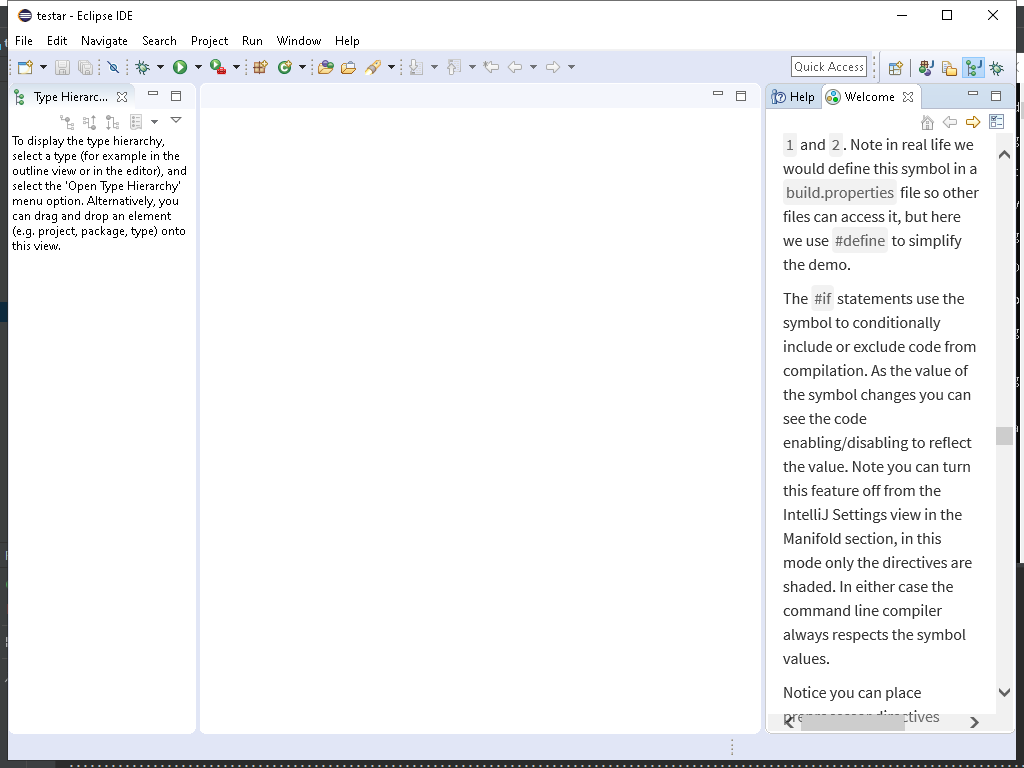 testar - Eclipse IDE
File Edit Navigate Search Project Run Window Help
Quick Access
Type Hierarc...
Help Welcome
To display the type hierarchy,
select a type (for example in the
outline view or in the editor), and
select the 'Open Type Hierarchy'
menu option. Alternatively, you
can drag and drop an element
(e.g. project, package, type) onto
this view.
1 and 2. Note in real life we
would define this symbol in a
build.properties file so other
files can access it, but here
we use #define to simplify
the demo.
The #if statements use the
symbol to conditionally
include or exclude code from
compilation. As the value of
the symbol changes you can
see the code
enabling/disabling to reflect
the value. Note you can turn
this feature off from the
IntelliJ Settings view in the
Manifold section, in this
mode only the directives are
shaded. In either case the
command line compiler
always respects the symbol
values.
Notice you can place
preprocessor directives